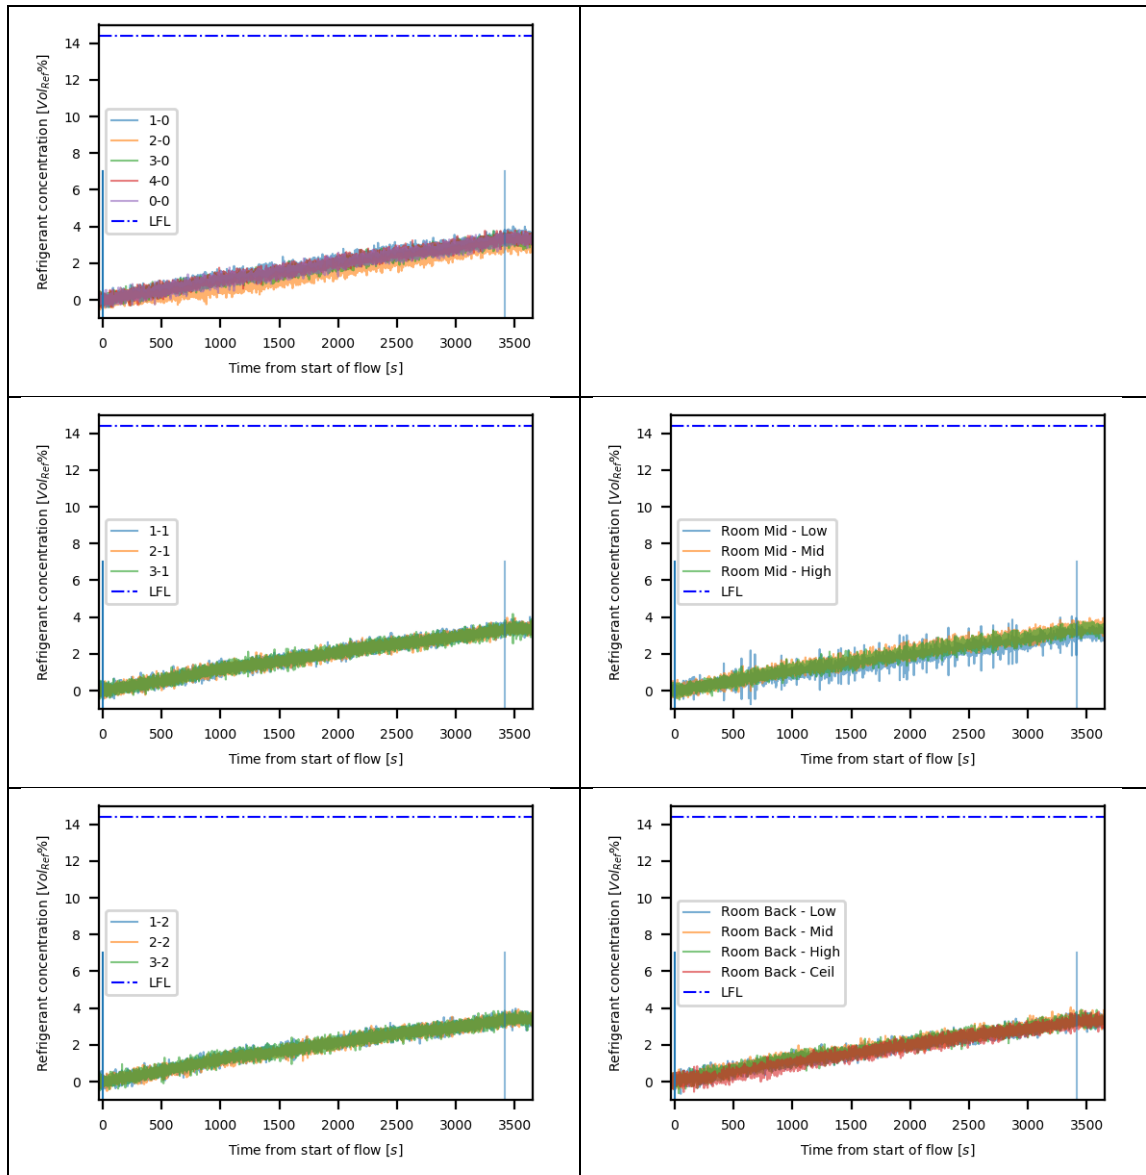 Refrigerant concentration [VolRef%]
14
12
10
8
6
4
2
0
1-0
2-0
3-0
4-0
0-0
LFL
0 500 1000 1500 2000 2500 3000 3500
Time from start of flow [s]
Refrigerant concentration [VolRef%]
14
12
10
8
6
4
2
0
1-1
2-1
3-1
LFL
0 500 1000 1500 2000 2500 3000 3500
Time from start of flow [s]
Refrigerant concentration [VolRef%]
14
12
10
8
6
4
2
0
Room Mid - Low
Room Mid - Mid
Room Mid - High
LFL
0 500 1000 1500 2000 2500 3000 3500
Time from start of flow [s]
Refrigerant concentration [VolRef%]
14
12
10
8
6
4
2
0
1-2
2-2
3-2
LFL
0 500 1000 1500 2000 2500 3000 3500
Time from start of flow [s]
Refrigerant concentration [VolRef%]
14
12
10
8
6
4
2
0
Room Back - Low
Room Back - Mid
Room Back - High
Room Back - Ceil
LFL
0 500 1000 1500 2000 2500 3000 3500
Time from start of flow [s]